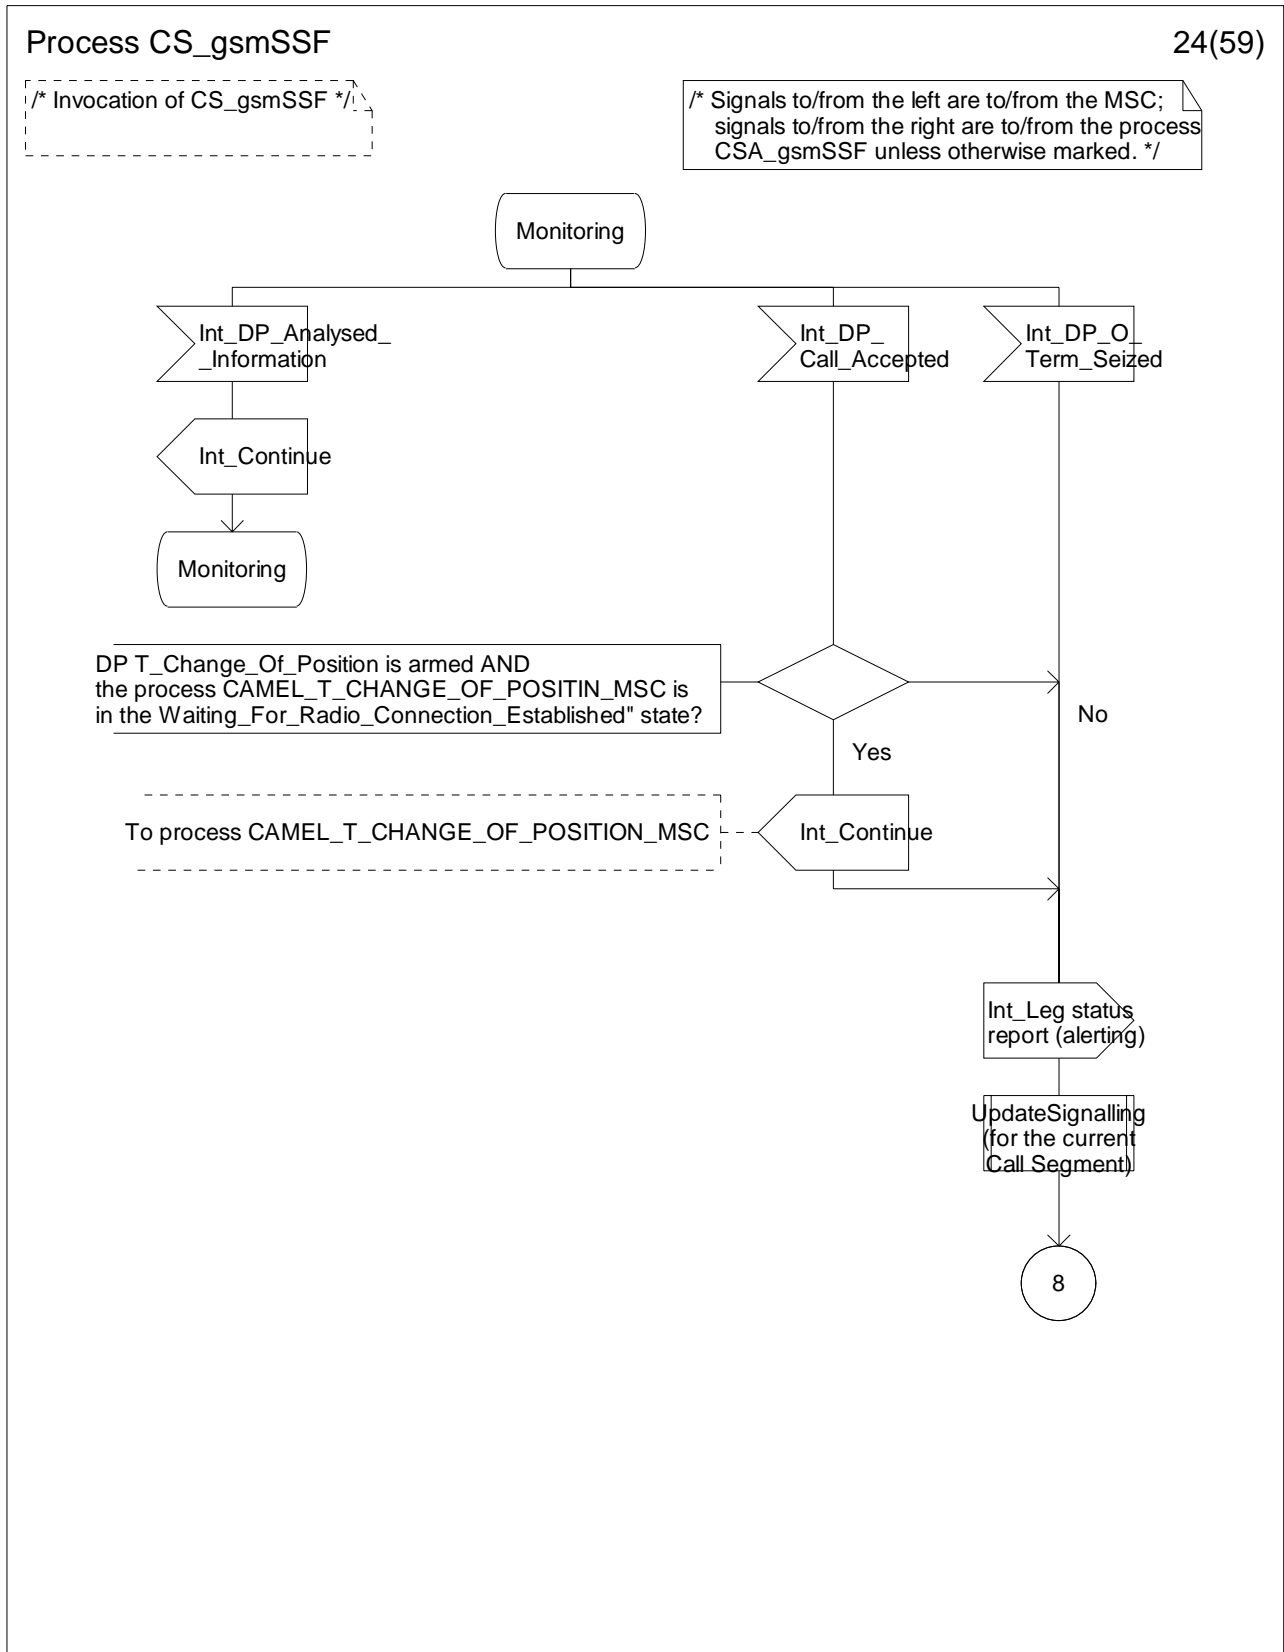 Process CS_gsmSSF
24(59)
/* Invocation of CS_gsmSSF */
/* Signals to/from the left are to/from the MSC;
signals to/from the right are to/from the process
CSA_gsmSSF unless otherwise marked. */
Monitoring
Int_DP_Analysed_
_Information
Int_DP_
Call_Accepted
Int_DP_O_
Term_Seized
Int_Continue
Monitoring
DP T_Change_Of_Position is armed AND
the process CAMEL_T_CHANGE_OF_POSITIN_MSC is
in the Waiting_For_Radio_Connection_Established" state?
No
Yes
To process CAMEL_T_CHANGE_OF_POSITION_MSC
Int_Continue
Int_Leg status
report (alerting)
UpdateSignalling
(for the current
Call Segment)
8